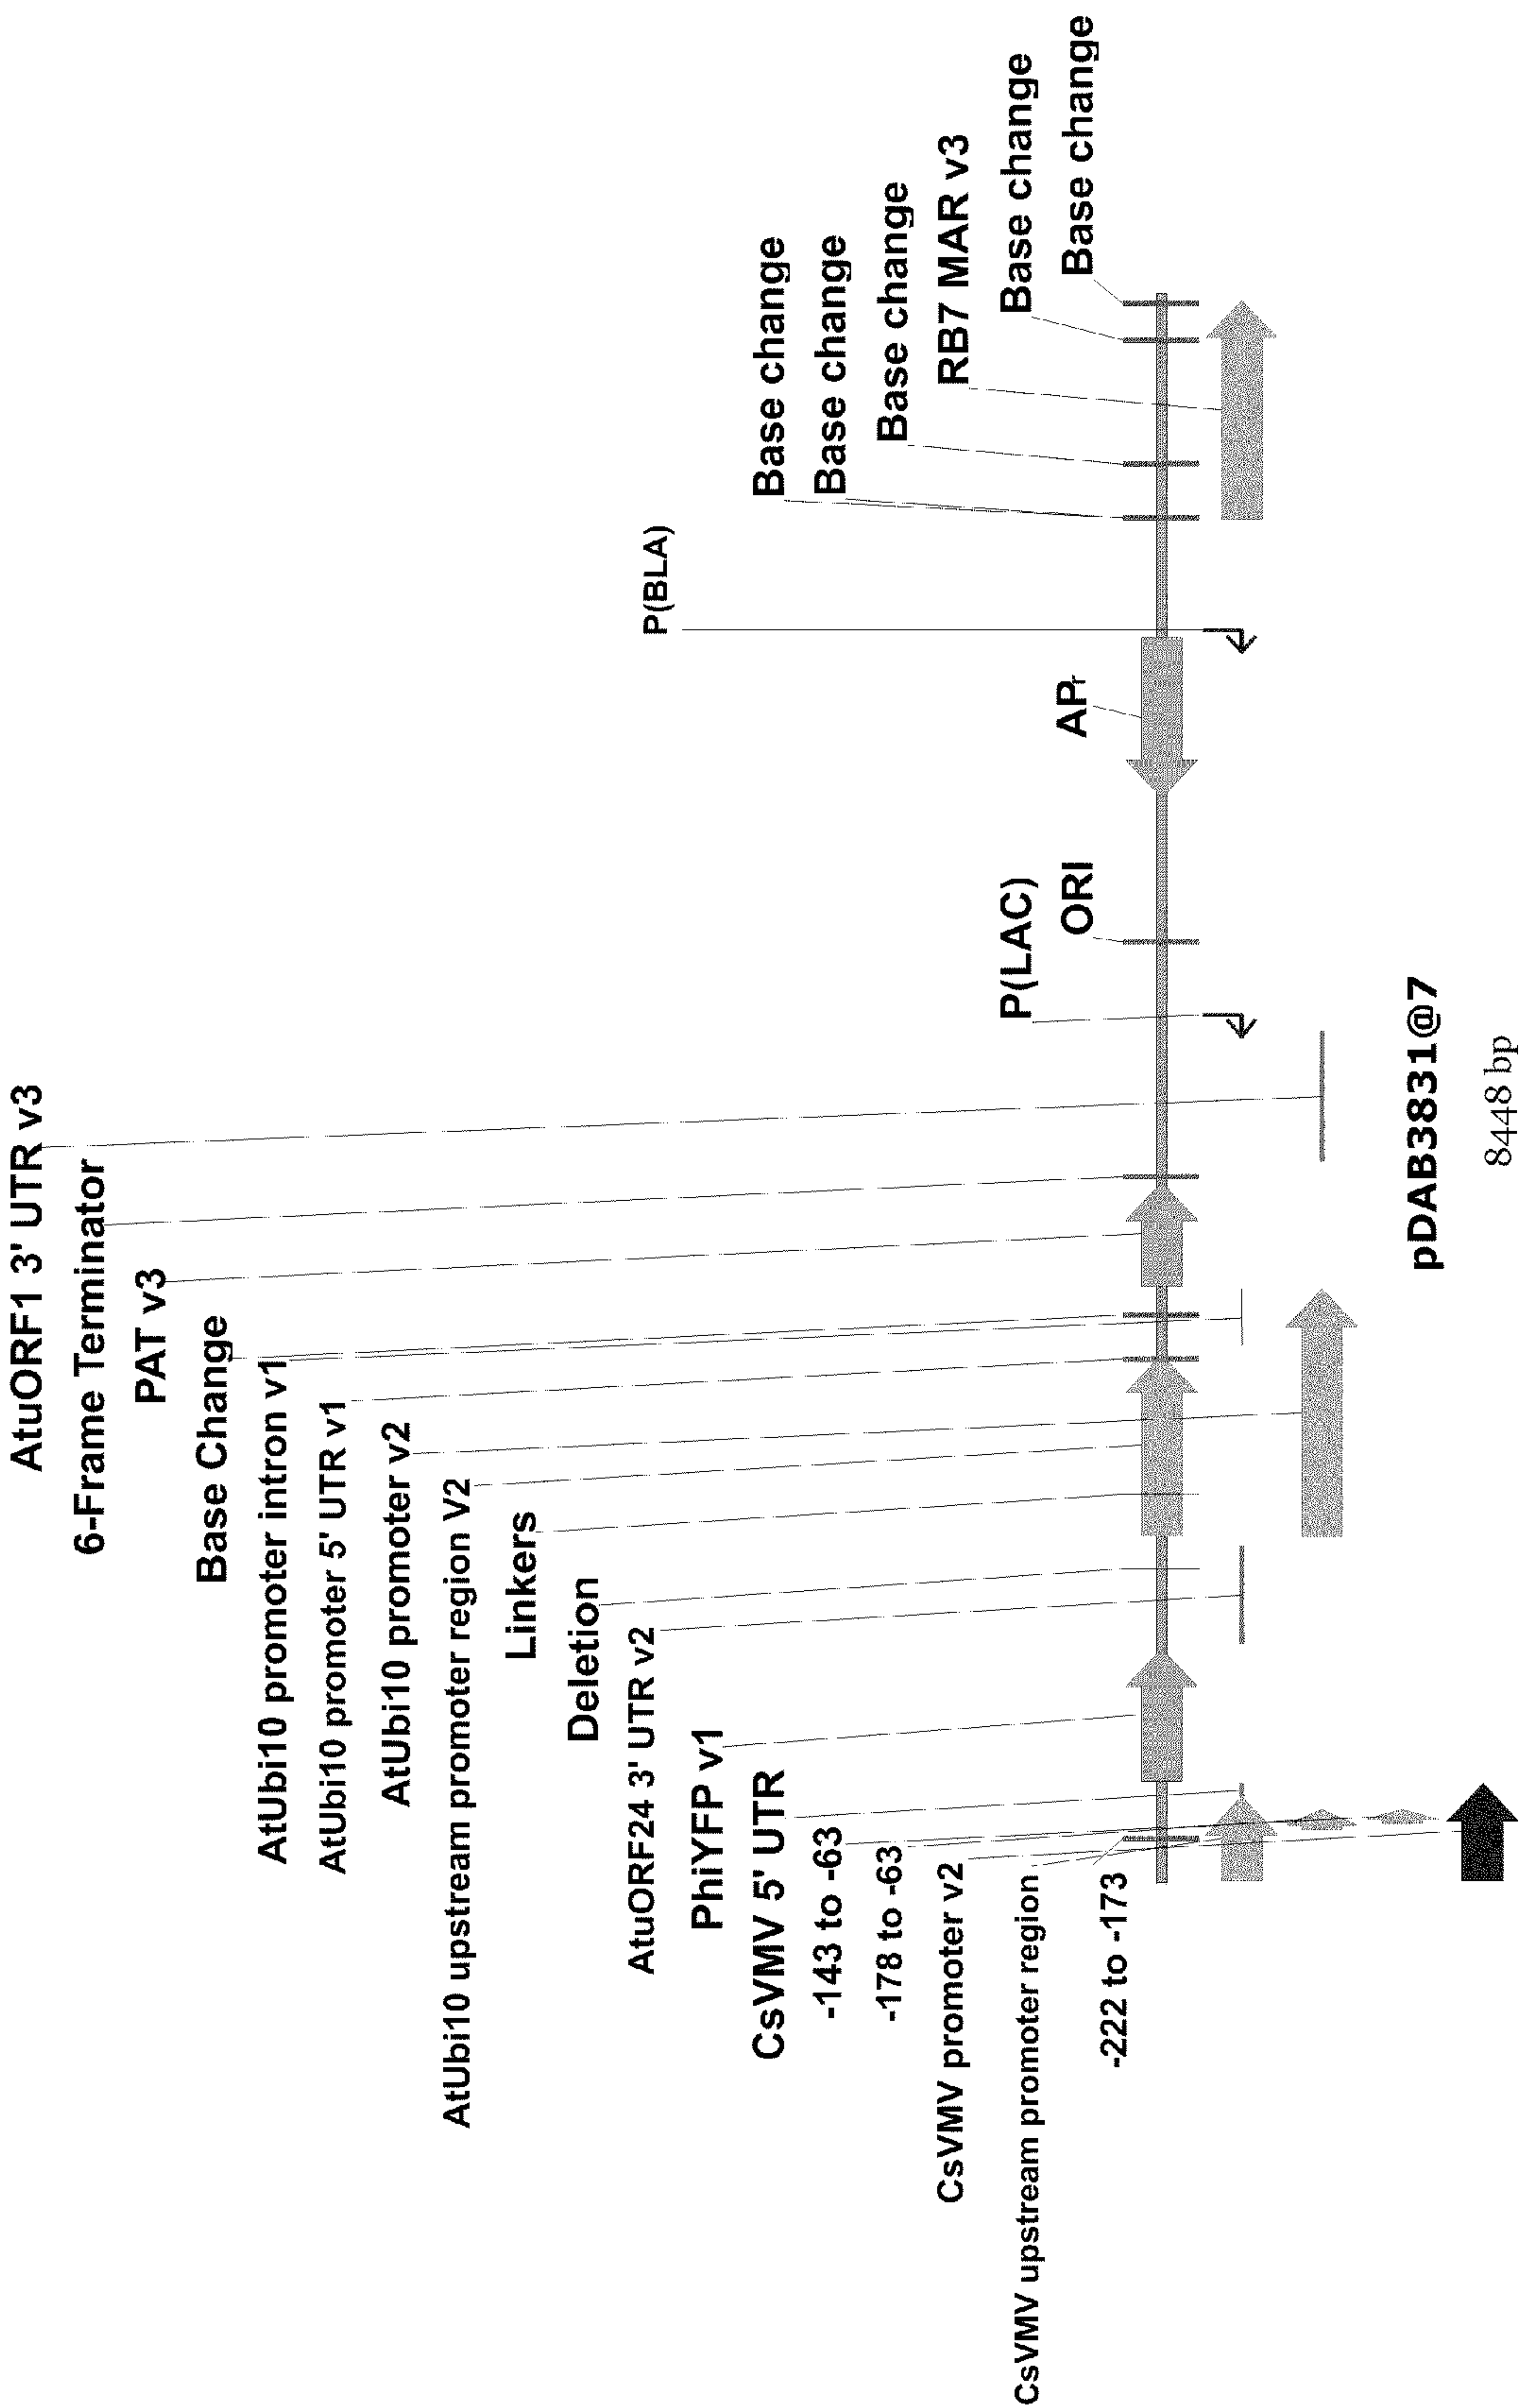 AtuORF1 3' UTR v3
6-Frame Terminator
PAT v3
Base Change
AtUbi10 promoter intron v1
AtUbi10 promoter 5' UTR v1
AtUbi10 promoter v2
AtUbi10 upstream promoter region V2
Linkers
Deletion
AtuORF24 3' UTR v2
PhiYFP v1
CsVMV 5' UTR
-143 to -63
-178 to -63
CsVMV promoter v2
CsVMV upstream promoter region
-222 to -173
P(LAC)
ORI
APr
P(BLA)
Base change
Base change
Base change
RB7 MAR v3
Base change
Base change
pDAB3831@7
8448 bp